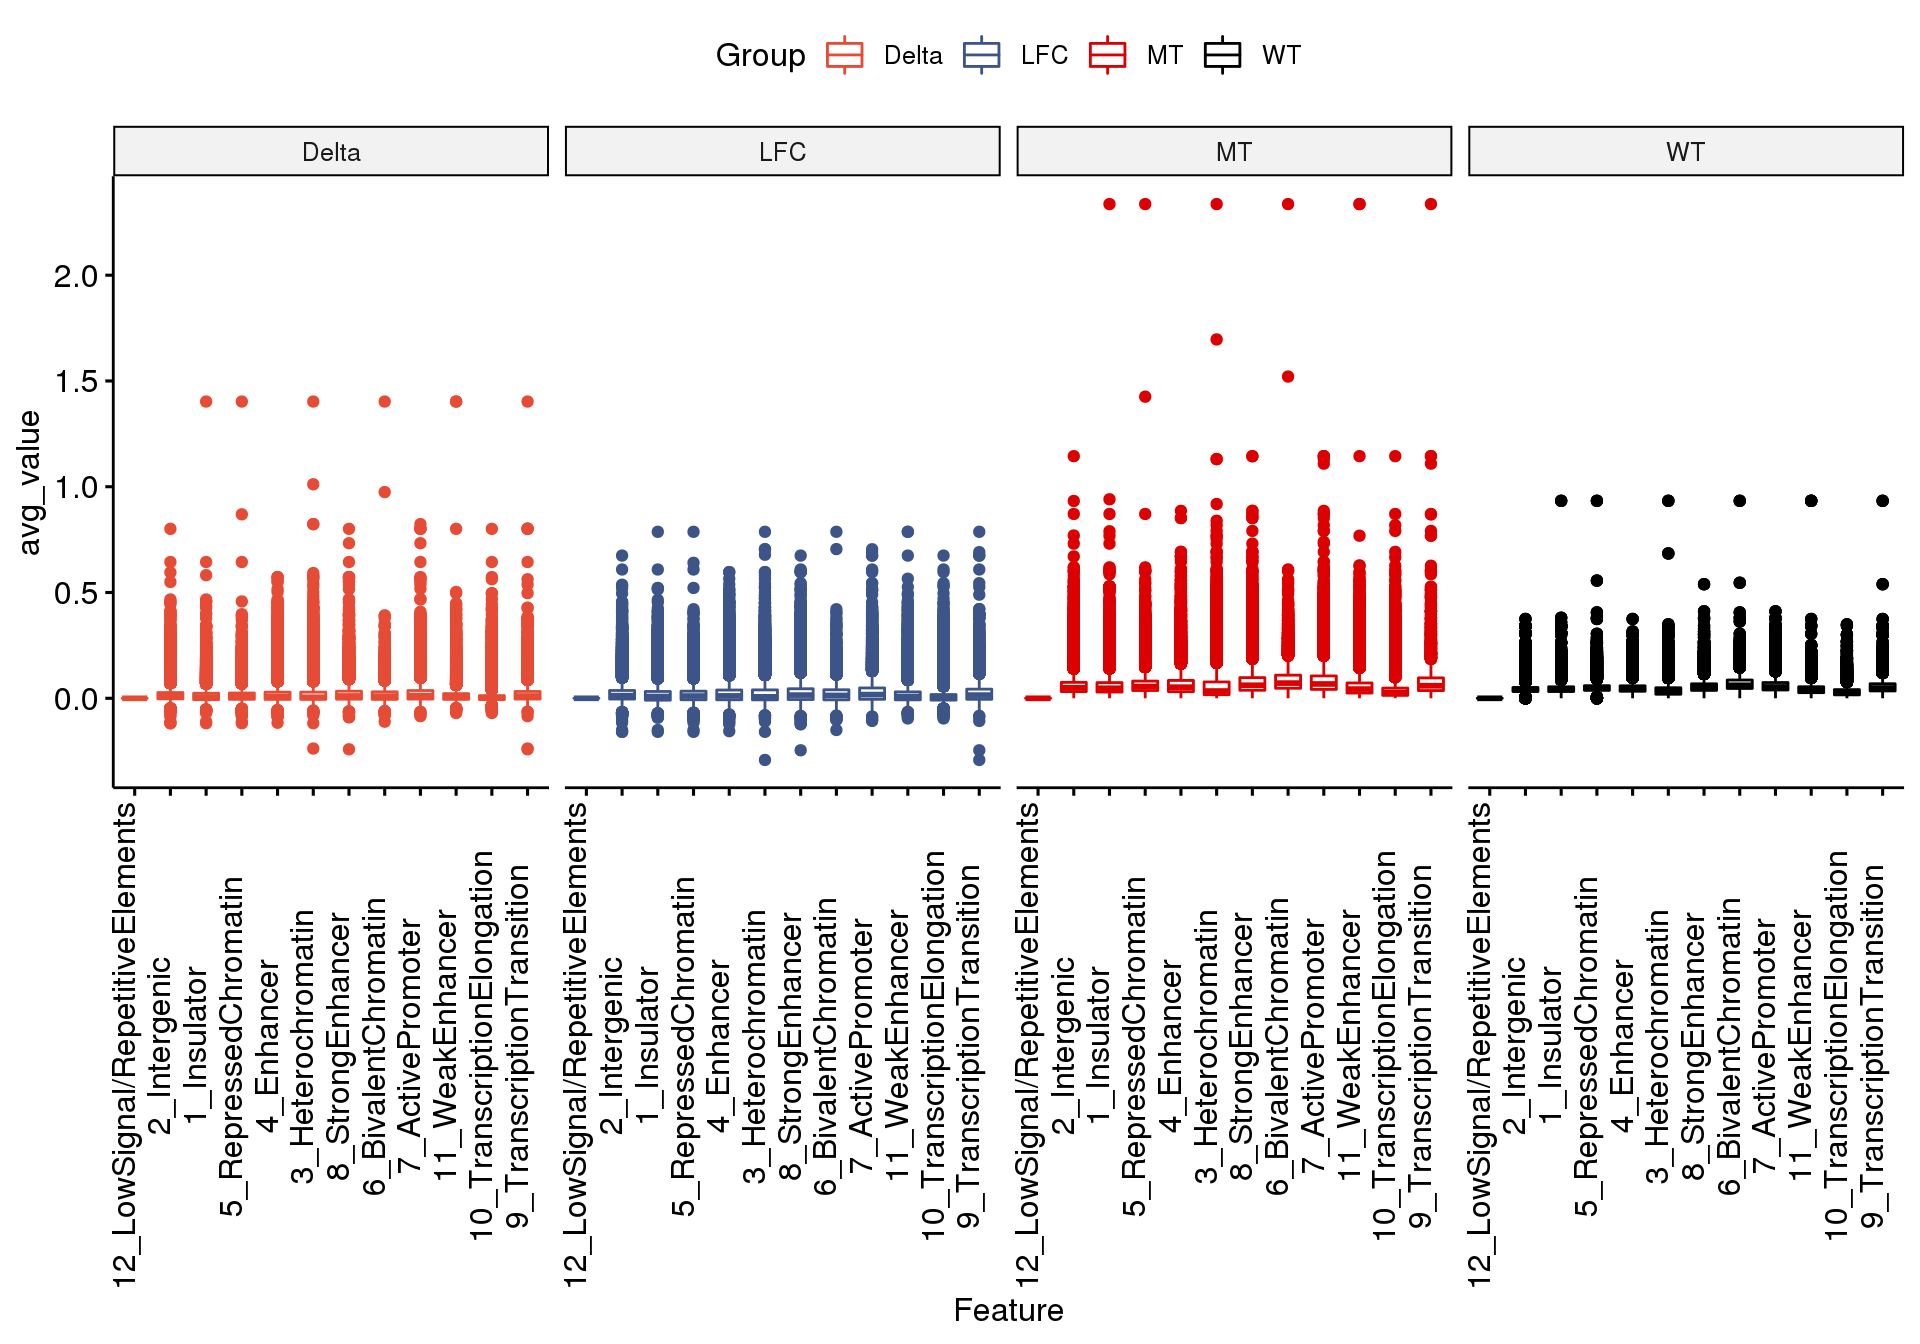 Group Delta LFC MT WT
Delta LFC MT WT
avg_value
2.0
1.5
1.0
0.5
0.0
12_LowSignal/RepetitiveElements
2_Intergenic
1_Insulator
5_RepressedChromatin
4_Enhancer
3_Heterochromatin
8_StrongEnhancer
6_BivalentChromatin
7_ActivePromoter
11_WeakEnhancer
10_TranscriptionElongation
9_TranscriptionTransition
12_LowSignal/RepetitiveElements
2_Intergenic
1_Insulator
5_RepressedChromatin
4_Enhancer
3_Heterochromatin
8_StrongEnhancer
6_BivalentChromatin
7_ActivePromoter
11_WeakEnhancer
10_TranscriptionElongation
9_TranscriptionTransition
12_LowSignal/RepetitiveElements
2_Intergenic
1_Insulator
5_RepressedChromatin
4_Enhancer
3_Heterochromatin
8_StrongEnhancer
6_BivalentChromatin
7_ActivePromoter
11_WeakEnhancer
10_TranscriptionElongation
9_TranscriptionTransition
12_LowSignal/RepetitiveElements
2_Intergenic
1_Insulator
5_RepressedChromatin
4_Enhancer
3_Heterochromatin
8_StrongEnhancer
6_BivalentChromatin
7_ActivePromoter
11_WeakEnhancer
10_TranscriptionElongation
9_TranscriptionTransition
Feature